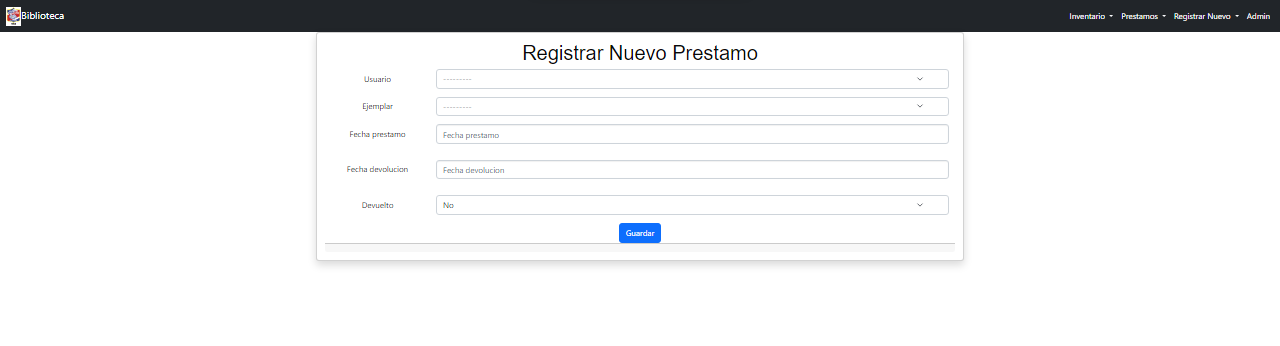 Biblioteca
Inventario Prestamos Registrar Nuevo Admin
Registrar Nuevo Prestamo
Usuario ---------
Ejemplar ---------
Fecha prestamo Fecha prestamo
Fecha devolucion Fecha devolucion
Devuelto No
Guardar